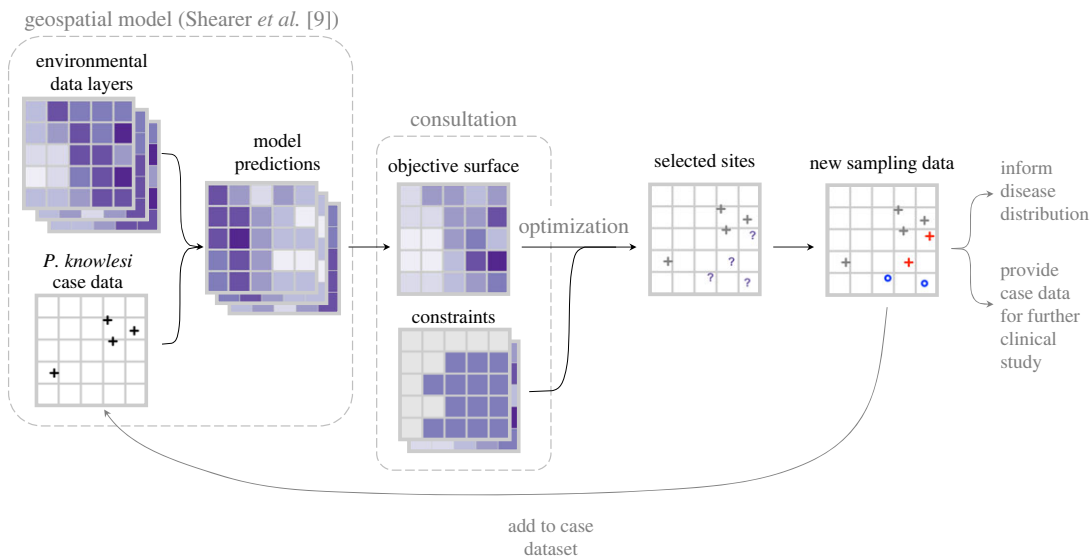 geospatial model (Shearer et al. [9])
environmental
data layers
P. knowlesi
case data
model
predictions
consultation
objective surface
constraints
optimization
selected sites
?
?
?
?
new sampling data
inform
disease
distribution
provide
case data
for further
clinical
study
add to case
dataset